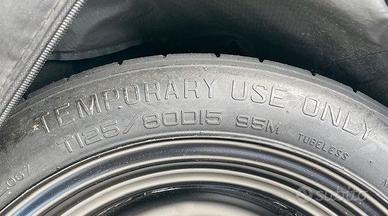 TEMPORARY USE ONLY
T125/80D15 95M TUBELESS
subito